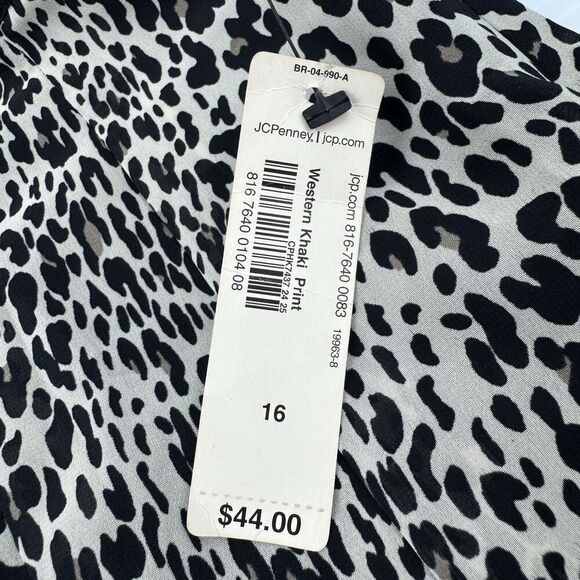 BR-04-990-A
JCPenney | jcp.com
jcp.com 816-7640 0083
19963-8
Western Khaki Print
CPHK7437 24 25
816 7640 0104 08
16
$44.00